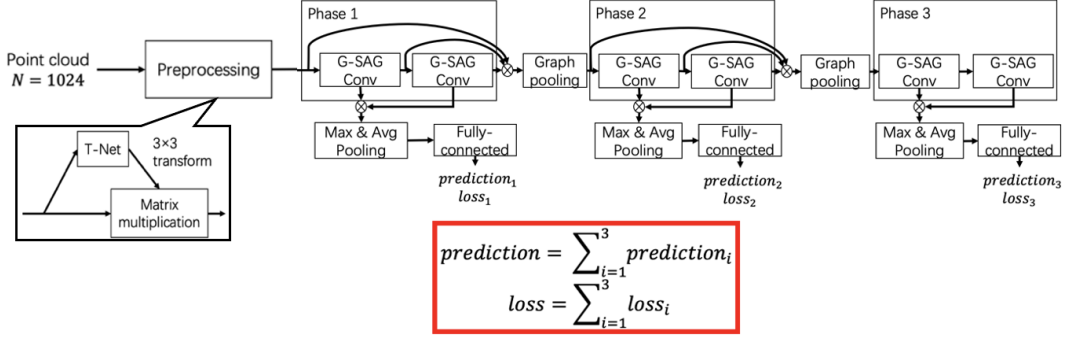 Phase 1
Phase 2
Phase 3
Point cloud
N = 1024
Preprocessing
G-SAG
Conv
G-SAG
Conv
Graph
pooling
G-SAG
Conv
G-SAG
Conv
Graph
pooling
G-SAG
Conv
G-SAG
Conv
Max & Avg
Pooling
Fully-
connected
Max & Avg
Pooling
Fully-
connected
Max & Avg
Pooling
Fully-
connected
T-Net
3×3
transform
Matrix
multiplication
prediction₁
loss₁
prediction₂
loss₂
prediction₃
loss₃
prediction = ∑³ᵢ₌₁ predictionᵢ
loss = ∑³ᵢ₌₁ lossᵢ